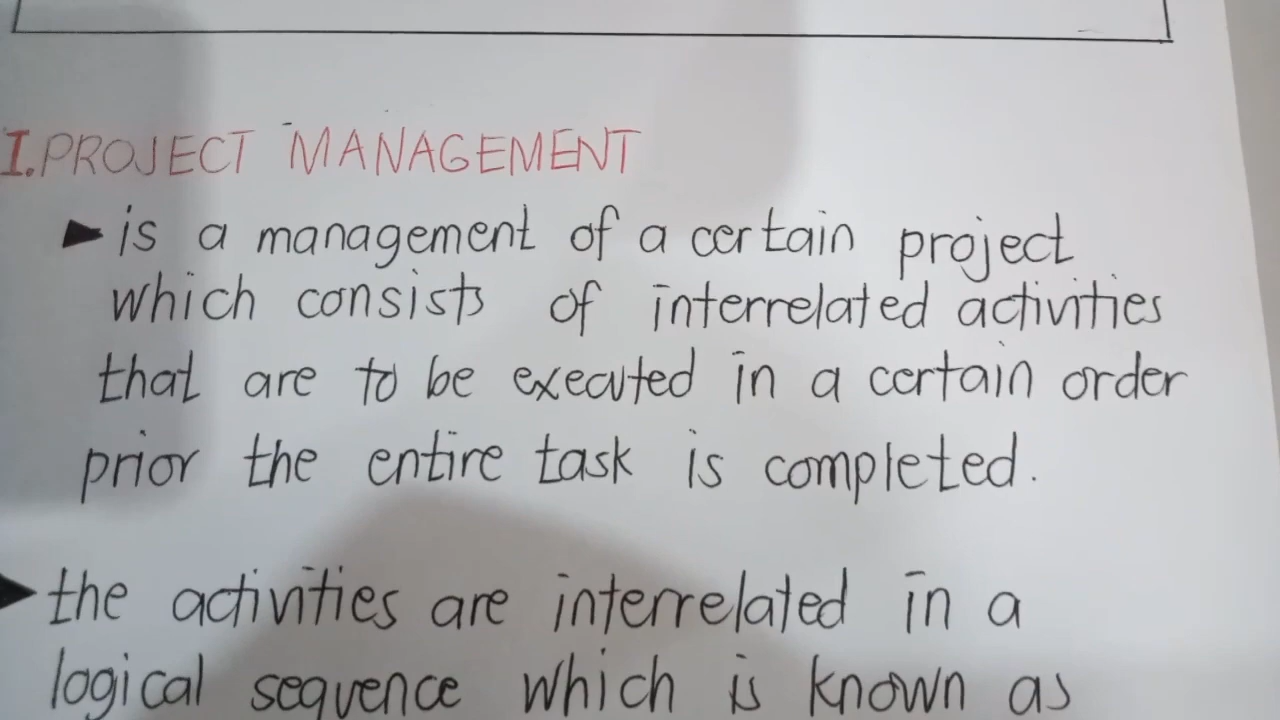 I. PROJECT MANAGEMENT
► is a management of a certain project
which consists of interrelated activities
that are to be executed in a certain order
prior the entire task is completed.
► the activities are interrelated in a
logical sequence which is known as